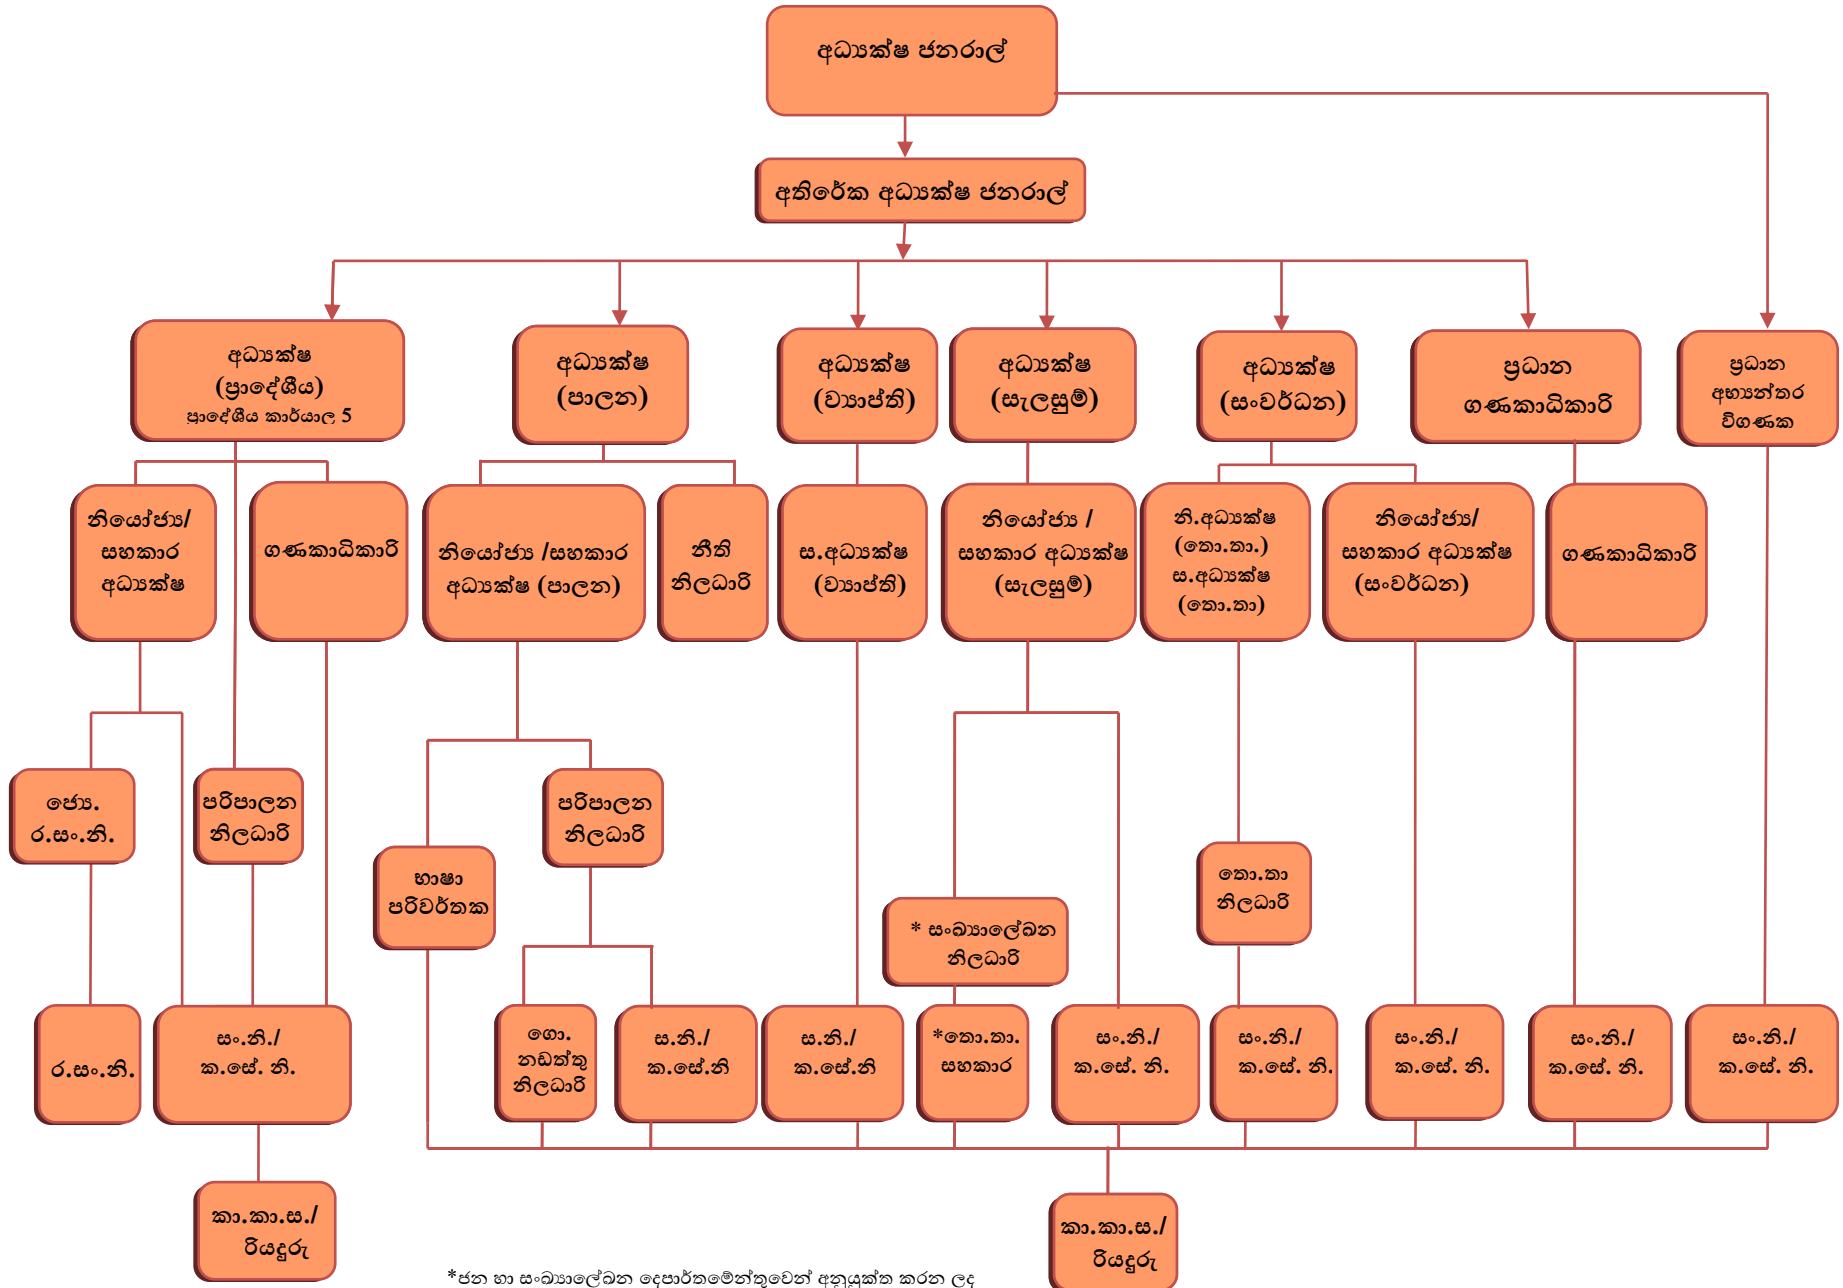 අධ්‍යක්ෂ ජනරාල්
අතිරේක අධ්‍යක්ෂ ජනරාල්
අධ්‍යක්ෂ
(ප්‍රාදේශීය)
ප්‍රාදේශීය කාර්යාල 5
අධ්‍යක්ෂ
(පාලන)
අධ්‍යක්ෂ
(ව්‍යාප්ති)
අධ්‍යක්ෂ
(සැලසුම්)
අධ්‍යක්ෂ
(සංවර්ධන)
ප්‍රධාන
ගණකාධිකාරි
ප්‍රධාන
අභ්‍යන්තර
විගණක
නියෝජ්‍ය/
සහකාර
අධ්‍යක්ෂ
ගණකාධිකාරි
නියෝජ්‍ය /සහකාර
අධ්‍යක්ෂ (පාලන)
නීති
නිලධාරි
ස.අධ්‍යක්ෂ
(ව්‍යාප්ති)
නියෝජ්‍ය /
සහකාර අධ්‍යක්ෂ
(සැලසුම්)
නි.අධ්‍යක්ෂ
(තො.තා.)
ස.අධ්‍යක්ෂ
(තො.තා)
නියෝජ්‍ය/
සහකාර අධ්‍යක්ෂ
(සංවර්ධන)
ගණකාධිකාරි
ජ්‍යෙ.
ර.සං.නි.
පරිපාලන
නිලධාරි
පරිපාලන
නිලධාරි
භාෂා
පරිවර්තක
තො.තා
නිලධාරි
* සංඛ්‍යාලේඛන
නිලධාරි
ර.සං.නි.
සං.නි./
ක.සේ. නි.
ගො.
නඩත්තු
නිලධාරි
ස.නි./
ක.සේ.නි
ස.නි./
ක.සේ.නි
*තො.තා.
සහකාර
සං.නි./
ක.සේ. නි.
සං.නි./
ක.සේ. නි.
සං.නි./
ක.සේ. නි.
සං.නි./
ක.සේ. නි.
සං.නි./
ක.සේ. නි.
කා.කා.ස./
රියදුරු
කා.කා.ස./
රියදුරු
*ජන හා සංඛ්‍යාලේඛන දෙපාර්තමේන්තුවෙන් අනුයුක්ත කරන ලද